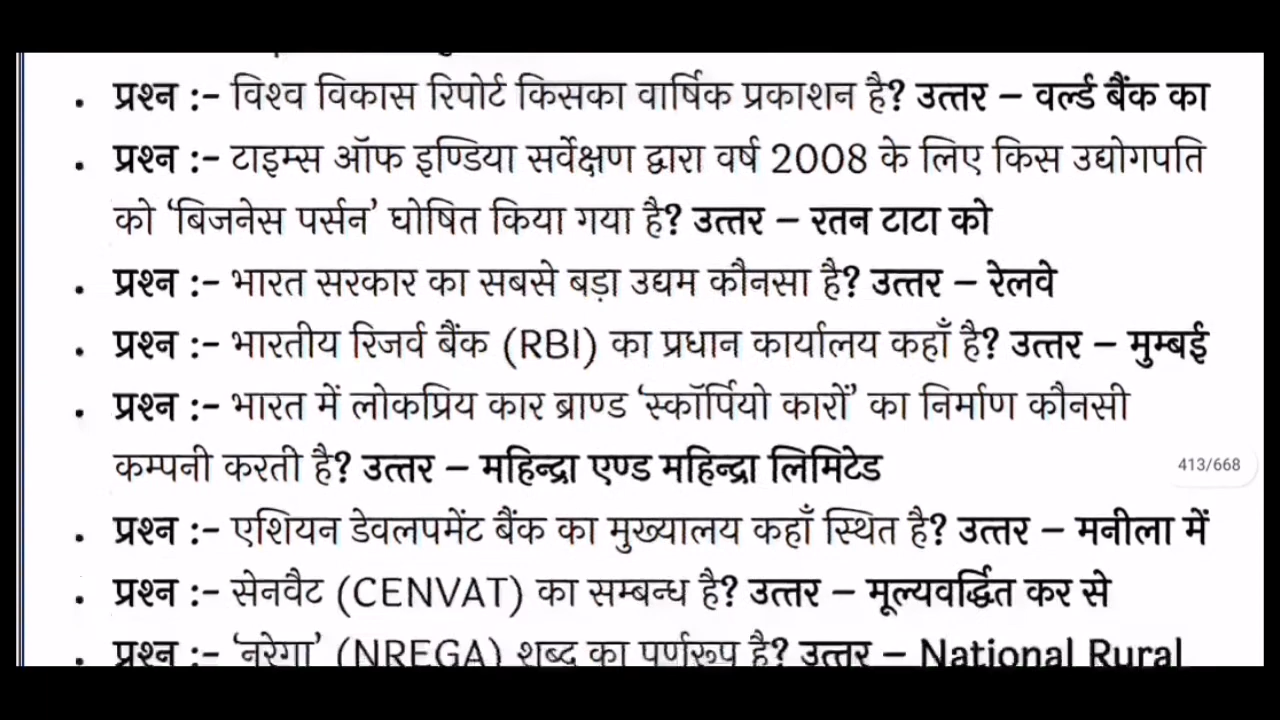 • प्रश्न :- विश्व विकास रिपोर्ट किसका वार्षिक प्रकाशन है? उत्तर – वर्ल्ड बैंक का
• प्रश्न :- टाइम्स ऑफ इण्डिया सर्वेक्षण द्वारा वर्ष 2008 के लिए किस उद्योगपति
को ‘बिजनेस पर्सन’ घोषित किया गया है? उत्तर – रतन टाटा को
• प्रश्न :- भारत सरकार का सबसे बड़ा उद्यम कौनसा है? उत्तर – रेलवे
• प्रश्न :- भारतीय रिजर्व बैंक (RBI) का प्रधान कार्यालय कहाँ है? उत्तर – मुम्बई
• प्रश्न :- भारत में लोकप्रिय कार ब्राण्ड ‘स्कॉर्पियो कारों’ का निर्माण कौनसी
कम्पनी करती है? उत्तर – महिन्द्रा एण्ड महिन्द्रा लिमिटेड
413/668
• प्रश्न :- एशियन डेवलपमेंट बैंक का मुख्यालय कहाँ स्थित है? उत्तर – मनीला में
• प्रश्न :- सेनवैट (CENVAT) का सम्बन्ध है? उत्तर – मूल्यवर्द्धित कर से
• प्रश्न :- ‘नरेगा’ (NREGA) शब्द का पूर्णरूप है? उत्तर – National Rural